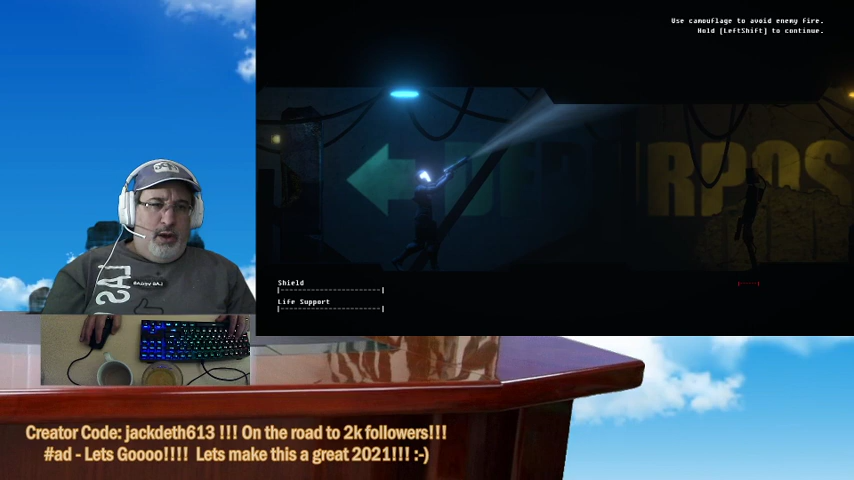 Use camouflage to avoid enemy fire.
Hold [LeftShift] to continue.
RPOS
Shield
Life Support
Creator Code: jackdeth613 !!! On the road to 2k followers!!!
#ad - Lets Goooo!!!! Lets make this a great 2021!!! :-)